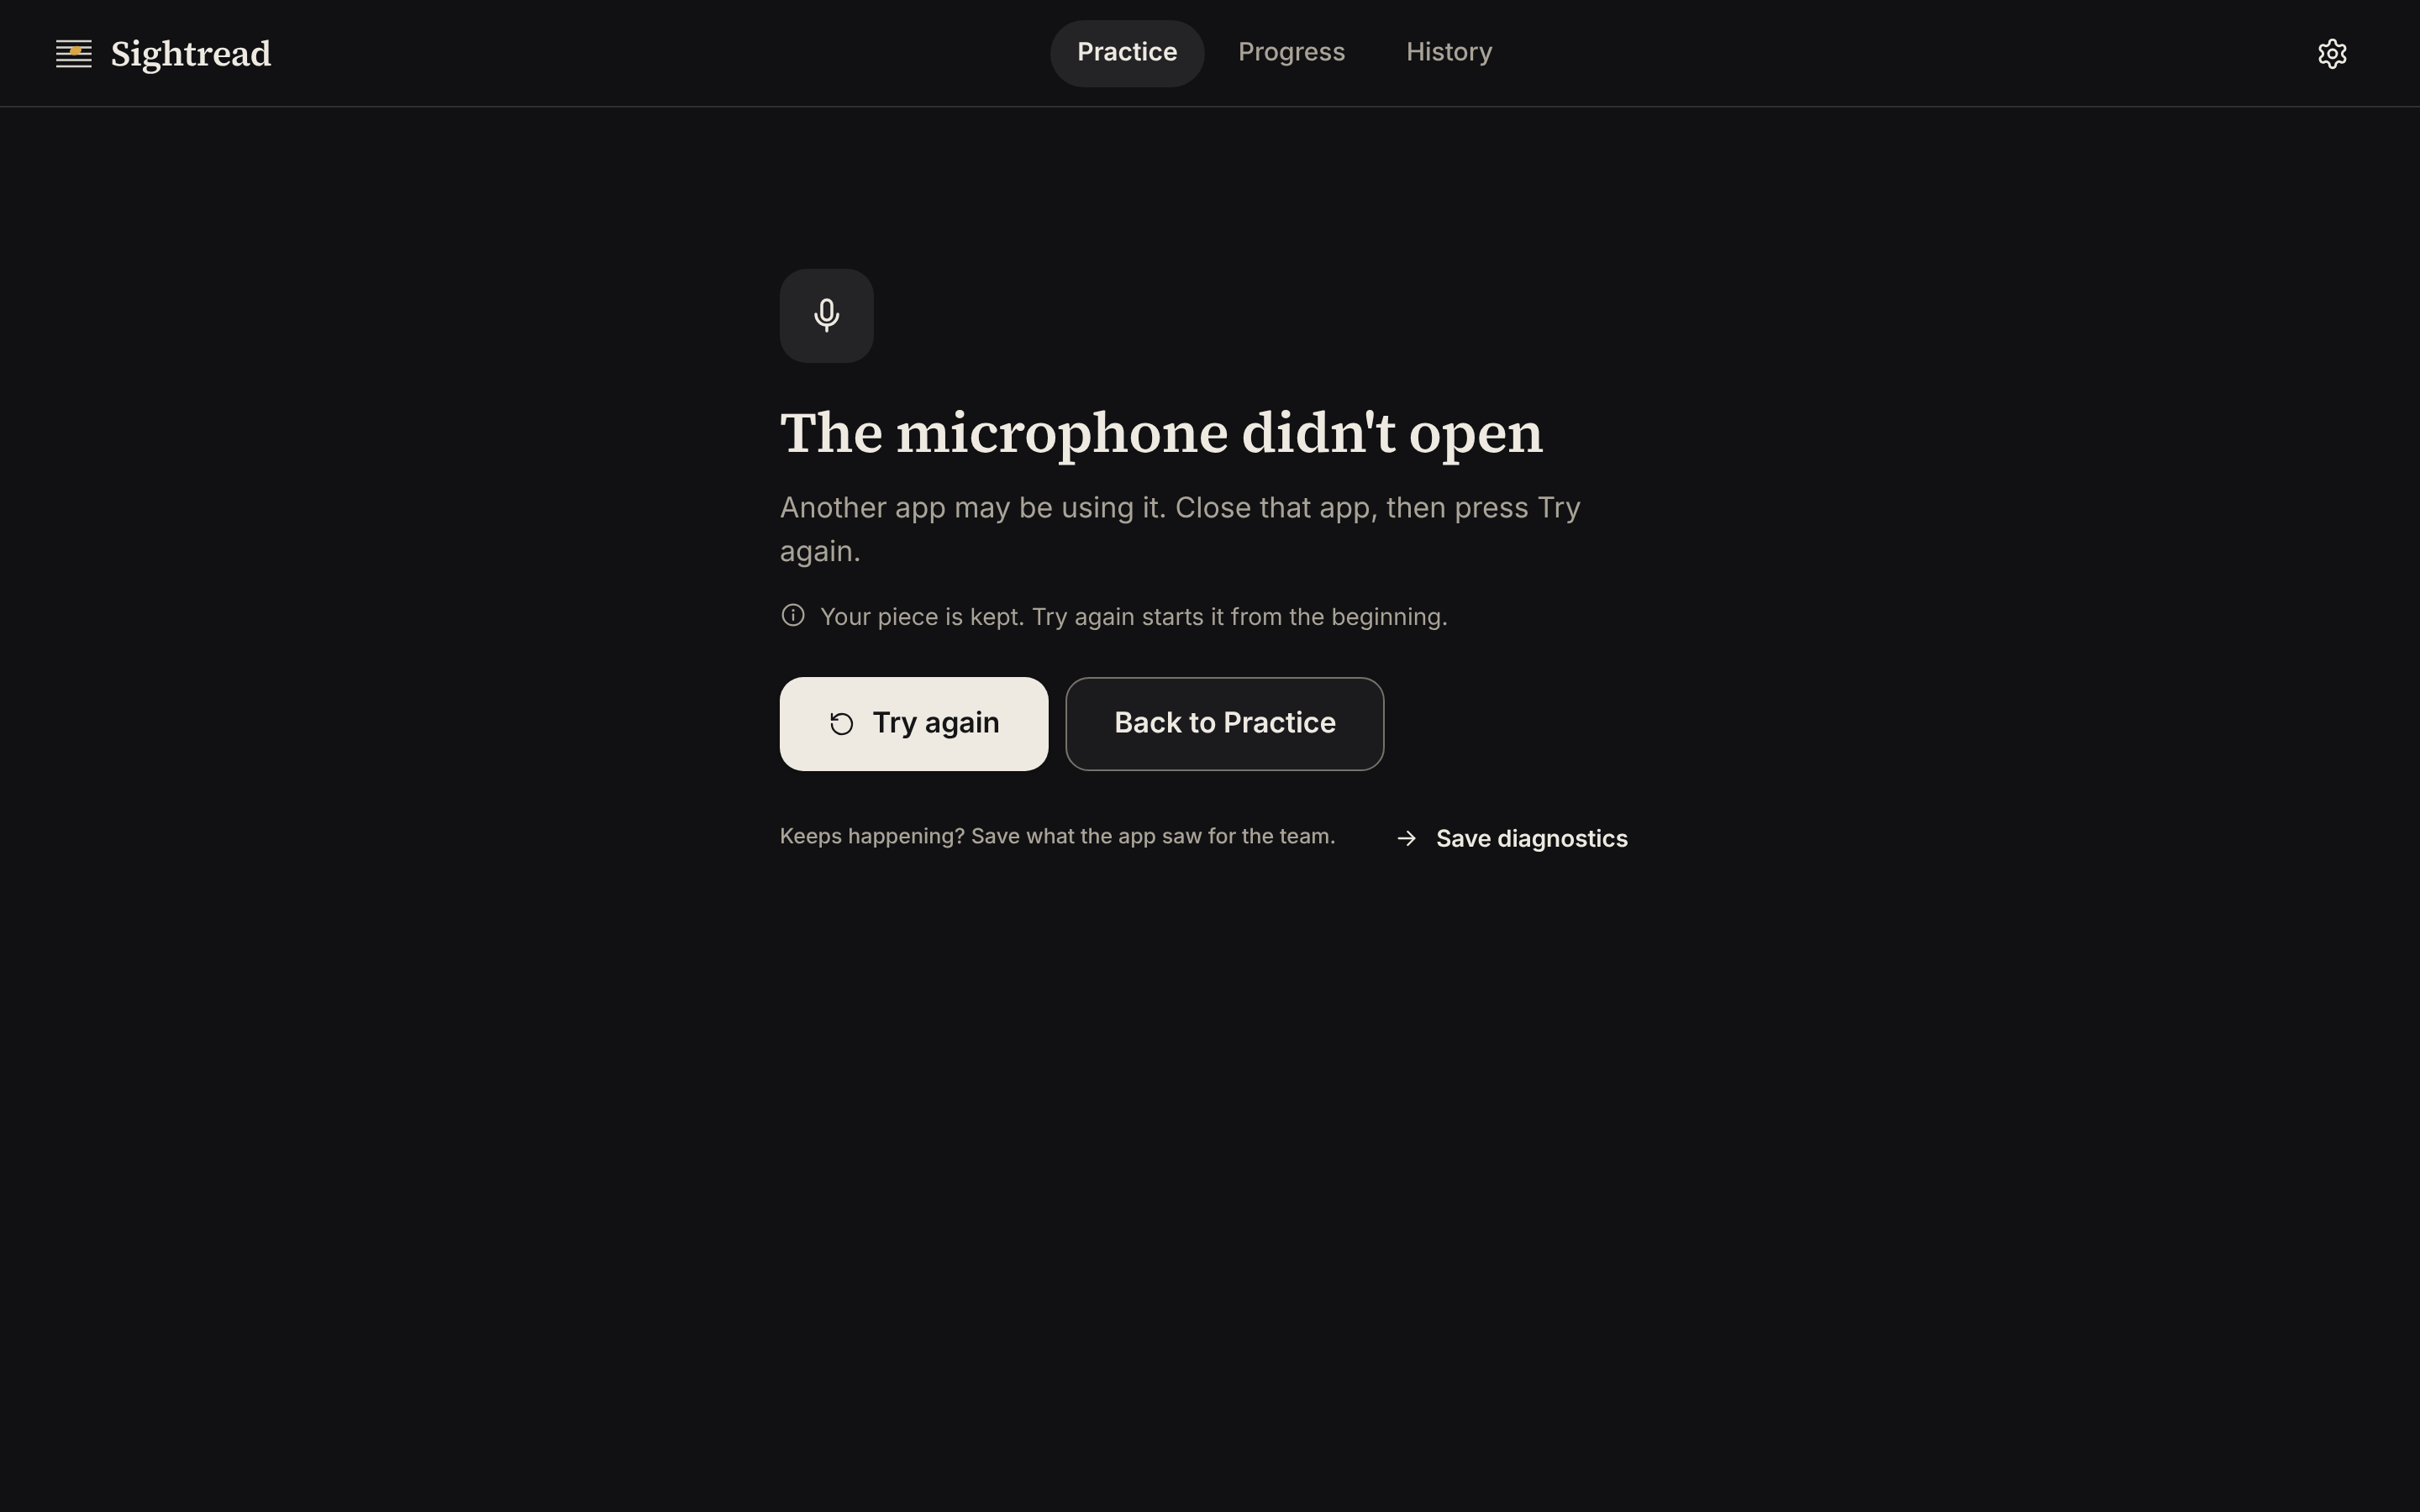 Sightread
Practice
Progress
History
The microphone didn't open
Another app may be using it. Close that app, then press Try
again.
Your piece is kept. Try again starts it from the beginning.
Try again
Back to Practice
Keeps happening? Save what the app saw for the team.
Save diagnostics